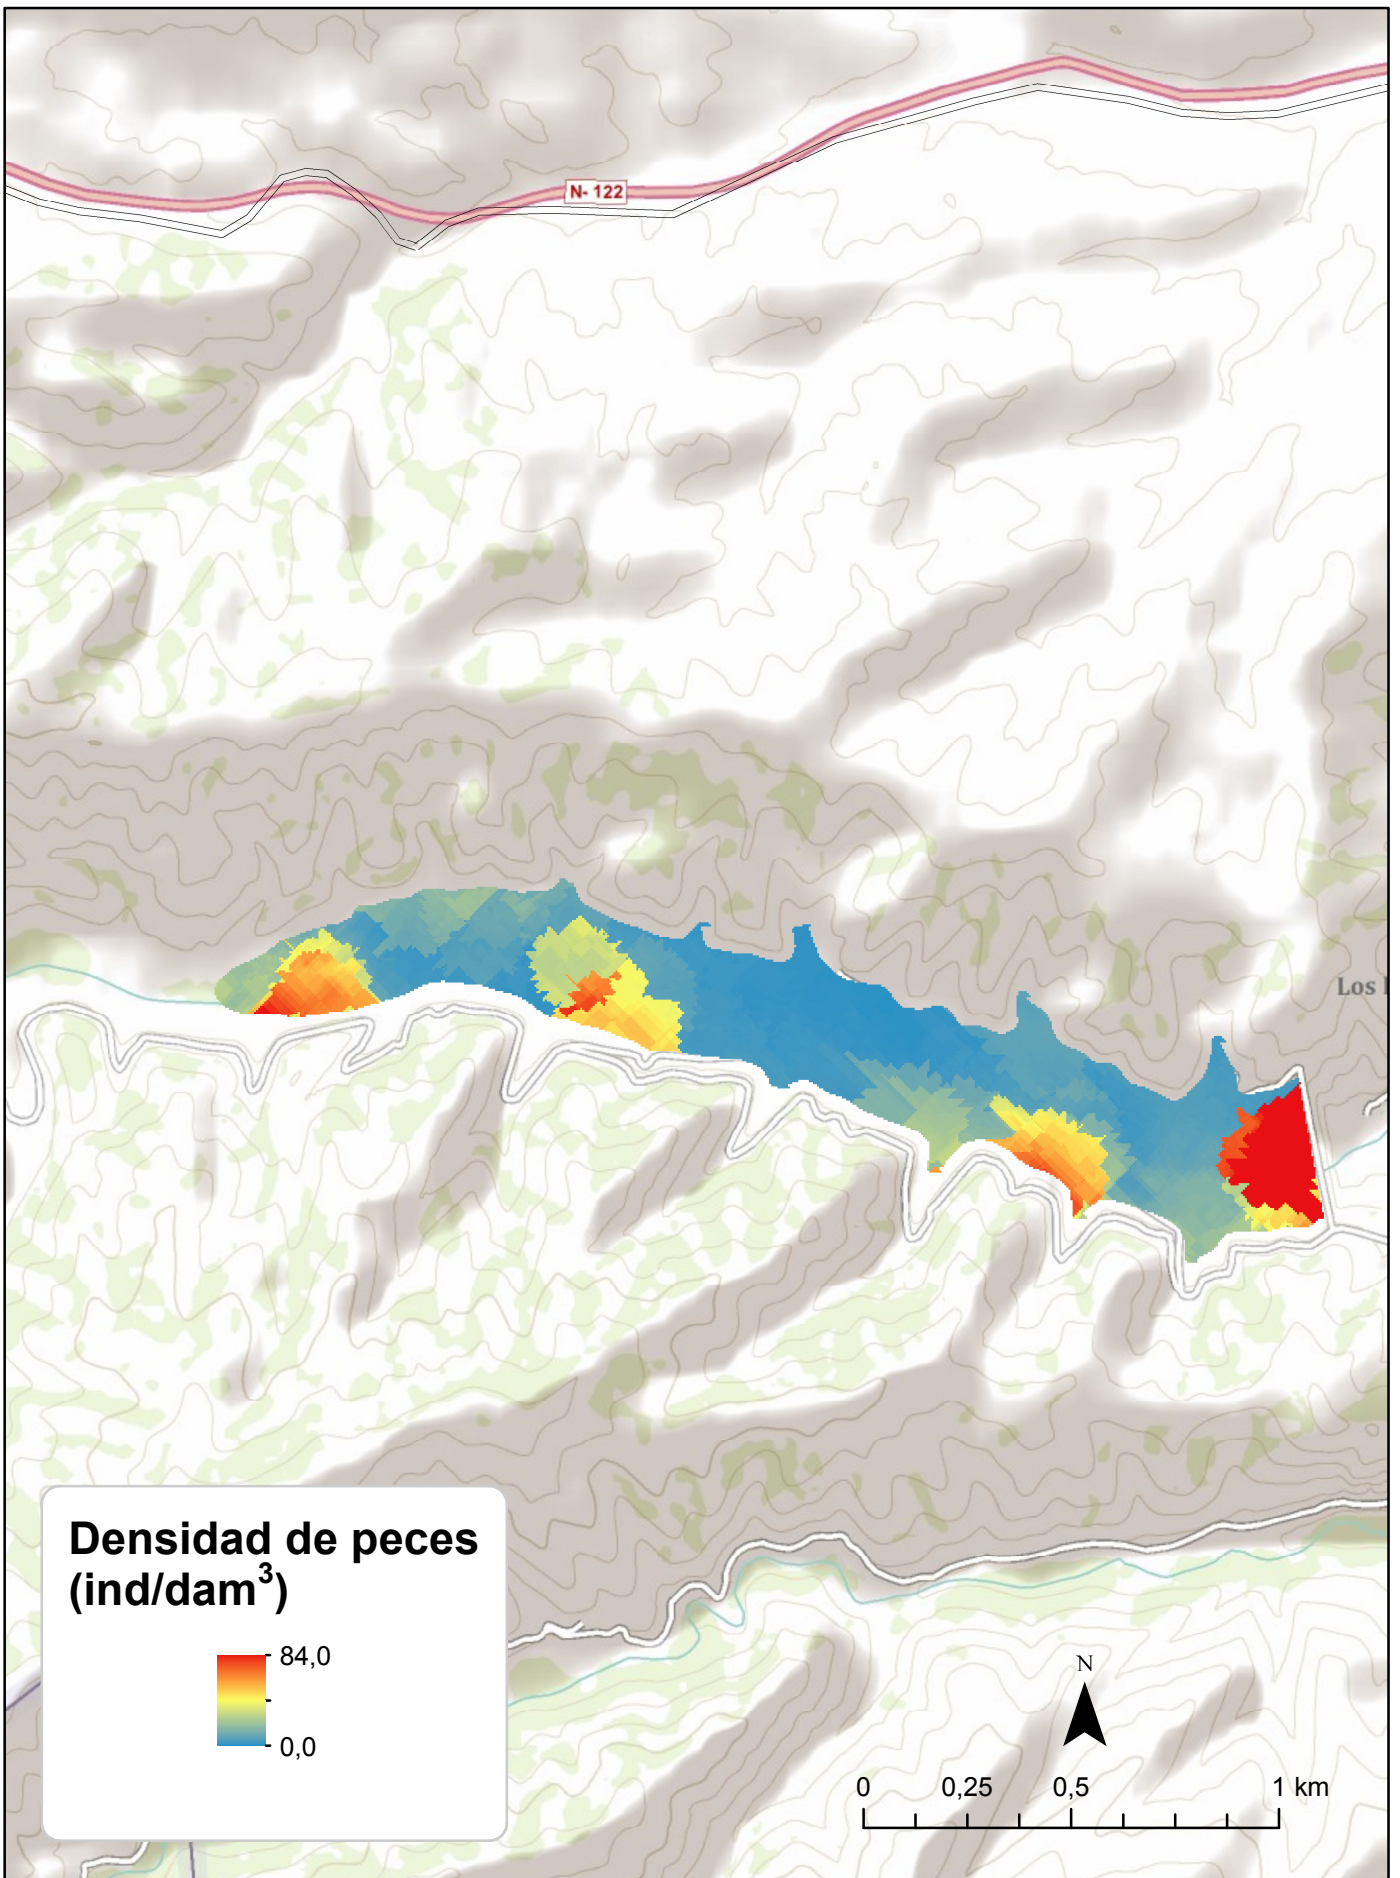 N- 122
Los
Densidad de peces
(ind/dam³)
84,0
0,0
N
0 0,25 0,5 1 km